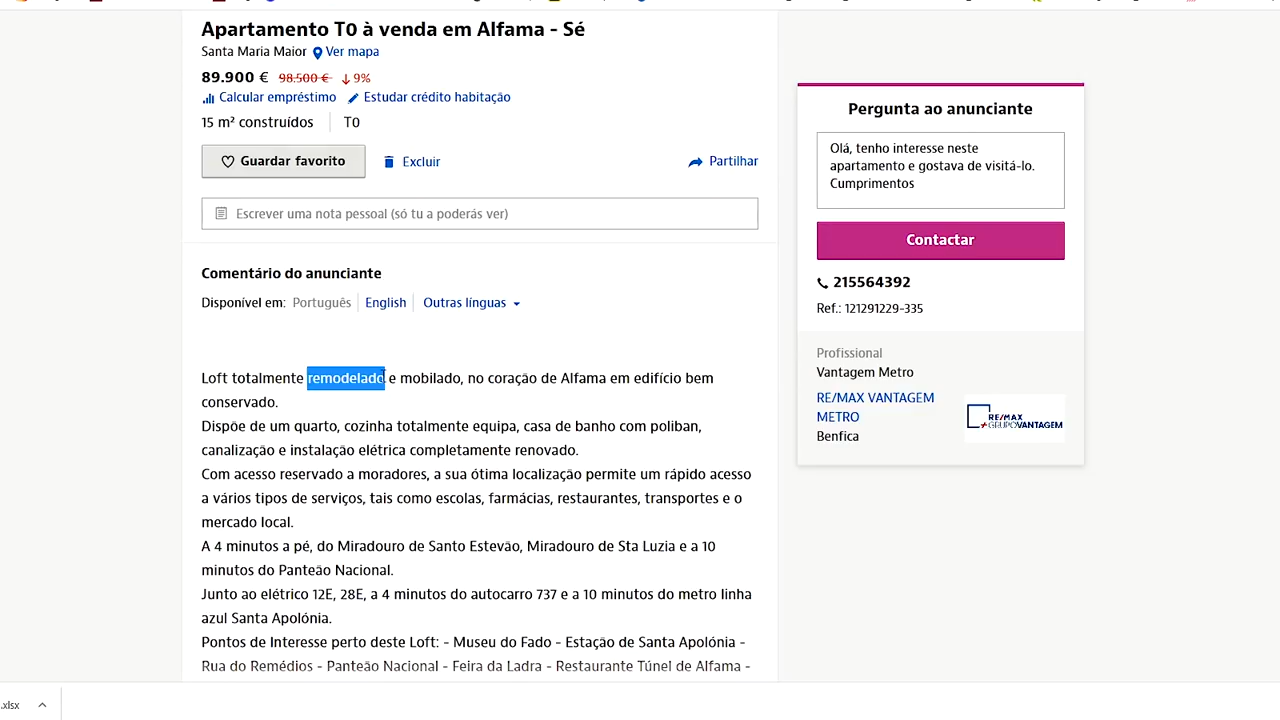 Apartamento T0 à venda em Alfama - Sé
Santa Maria Maior Ver mapa
89.900 € 98.500 € 9%
Calcular empréstimo Estudar crédito habitação
15 m² construídos T0
Guardar favorito Excluir Partilhar
Escrever uma nota pessoal (só tu a poderás ver)
Comentário do anunciante
Disponível em: Português English Outras línguas
Loft totalmente remodelado e mobilado, no coração de Alfama em edifício bem
conservado.
Dispõe de um quarto, cozinha totalmente equipa, casa de banho com poliban,
canalização e instalação elétrica completamente renovado.
Com acesso reservado a moradores, a sua ótima localização permite um rápido acesso
a vários tipos de serviços, tais como escolas, farmácias, restaurantes, transportes e o
mercado local.
A 4 minutos a pé, do Miradouro de Santo Estevão, Miradouro de Sta Luzia e a 10
minutos do Panteão Nacional.
Junto ao elétrico 12E, 28E, a 4 minutos do autocarro 737 e a 10 minutos do metro linha
azul Santa Apolónia.
Pontos de Interesse perto deste Loft: - Museu do Fado - Estação de Santa Apolónia -
Rua do Remédios - Panteão Nacional - Feira da Ladra - Restaurante Túnel de Alfama -
Pergunta ao anunciante
Olá, tenho interesse neste
apartamento e gostava de visitá-lo.
Cumprimentos
Contactar
215564392
Ref.: 121291229-335
Profissional
Vantagem Metro
RE/MAX VANTAGEM
METRO
Benfica
RE/MAX
GRUPOVANTAGEM
.xlsx